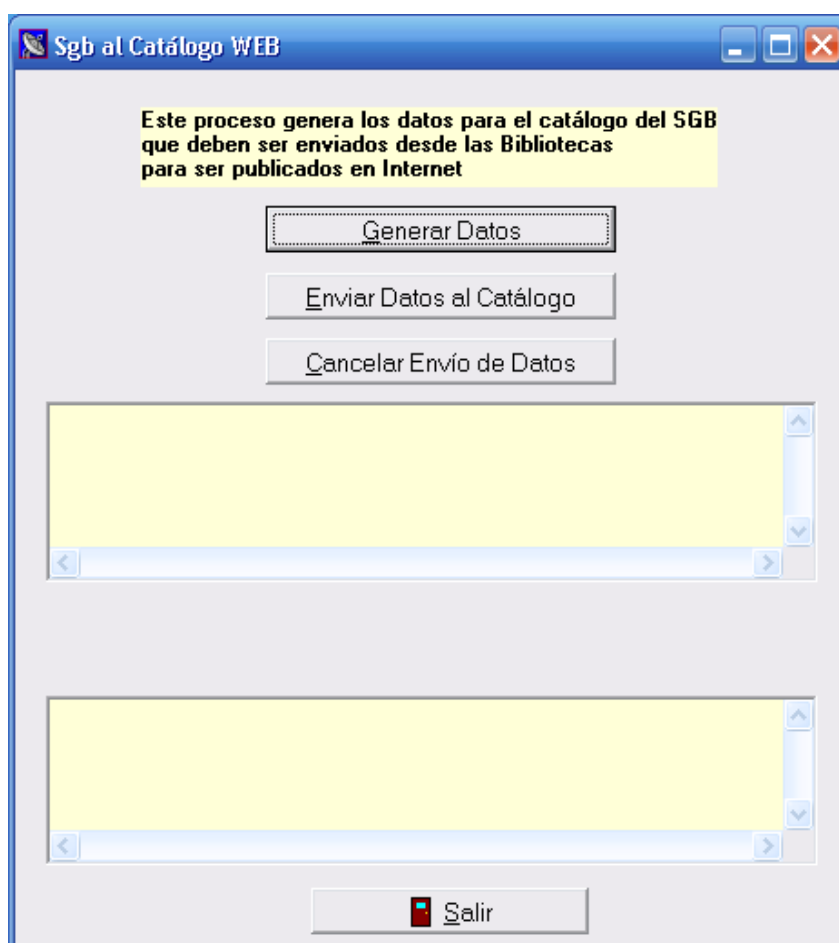 Sgb al Catálogo WEB
Este proceso genera los datos para el catálogo del SGB
que deben ser enviados desde las Bibliotecas
para ser publicados en Internet
Generar Datos
Enviar Datos al Catálogo
Cancelar Envío de Datos
Salir